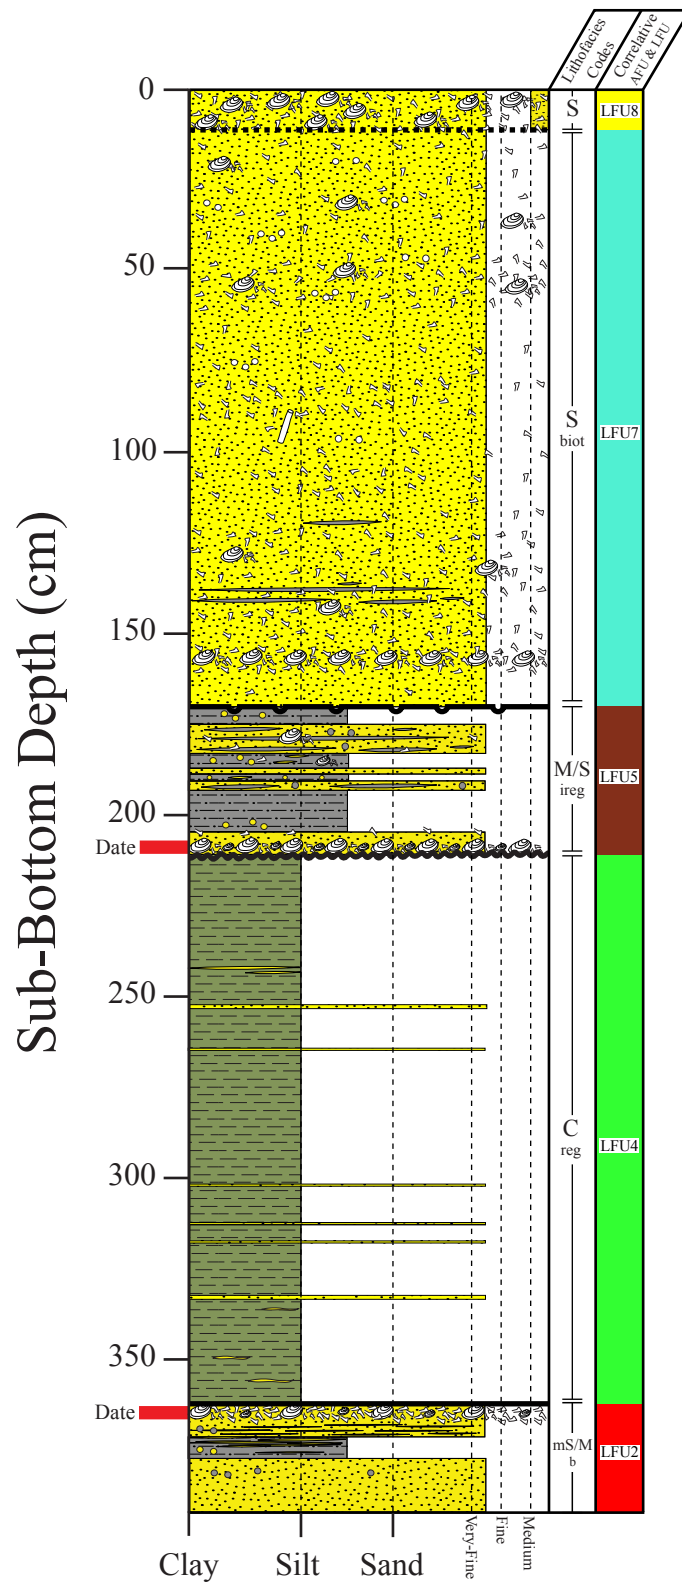 Lithofacies
Codes
Correlative
AFU & LFU
0
S
LFU8
50
S
biot
LFU7
100
150
Sub-Bottom Depth (cm)
M/S
ireg
LFU5
200
Date
250
C
reg
LFU4
300
350
Date
mS/M
b
LFU2
Clay
Silt
Sand
Very-Fine
Fine
Medium